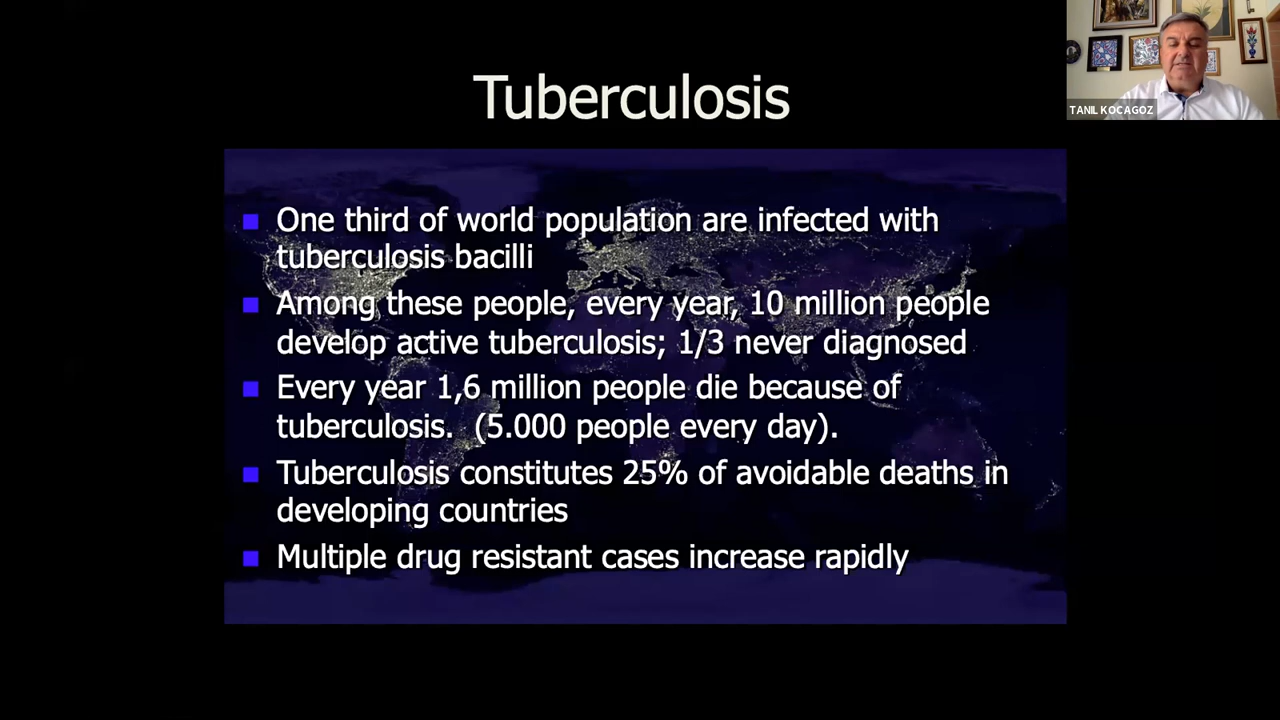 Tuberculosis
TANIL KOCAGOZ
One third of world population are infected with
tuberculosis bacilli
Among these people, every year, 10 million people
develop active tuberculosis; 1/3 never diagnosed
Every year 1,6 million people die because of
tuberculosis.  (5.000 people every day).
Tuberculosis constitutes 25% of avoidable deaths in
developing countries
Multiple drug resistant cases increase rapidly